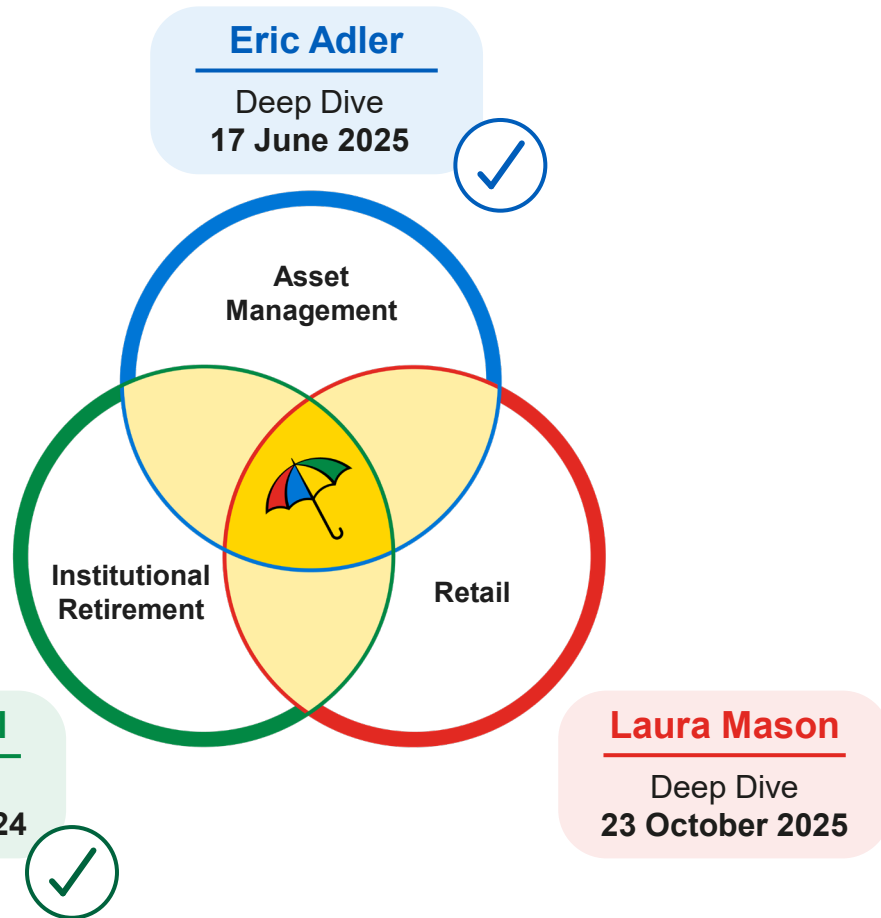 Eric Adler
Deep Dive
17 June 2025
Asset
Management
Institutional
Retirement
Retail
24
Laura Mason
Deep Dive
23 October 2025